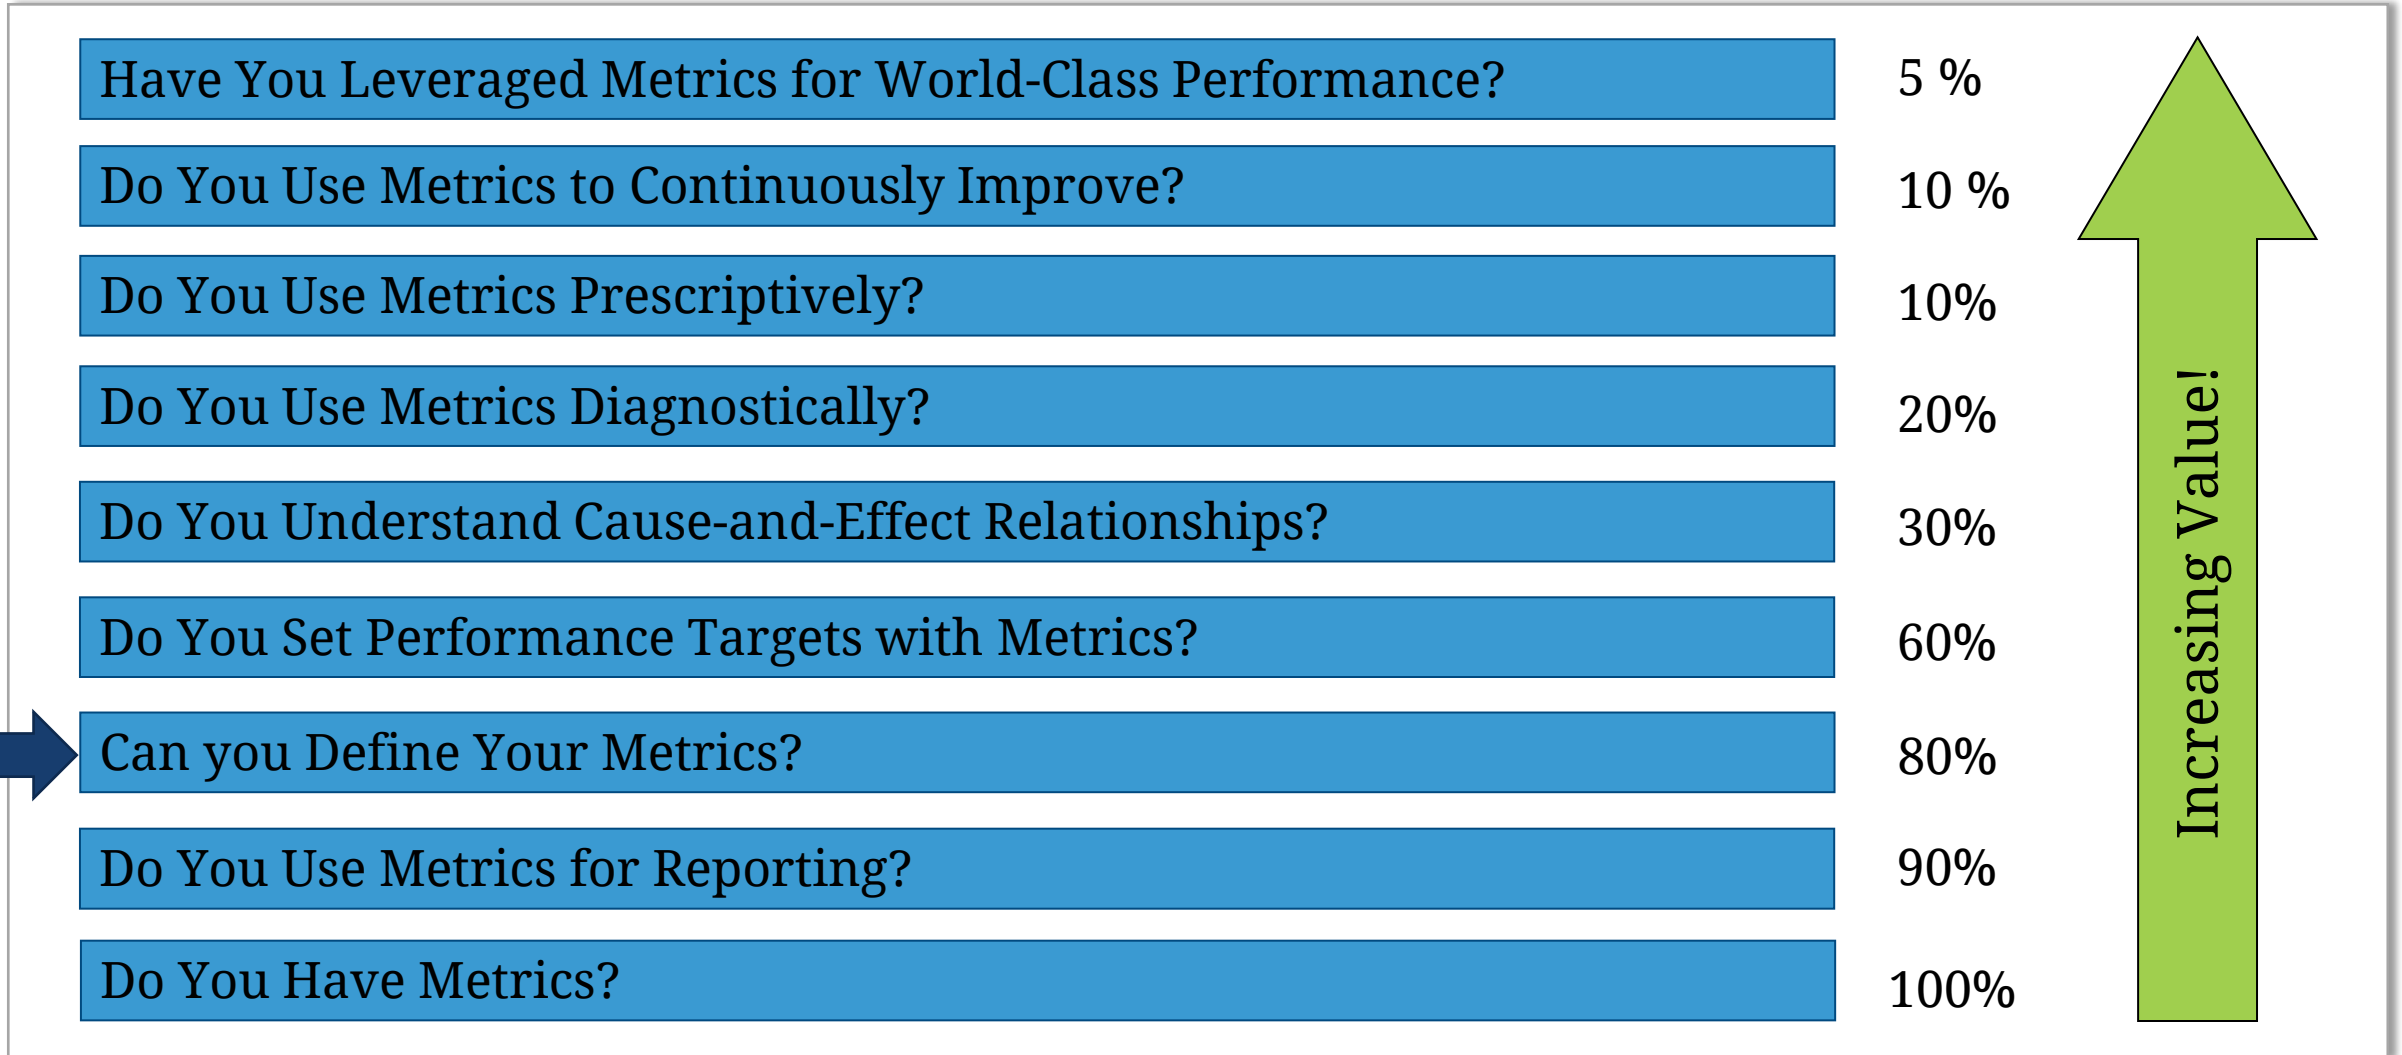 Have You Leveraged Metrics for World-Class Performance? 5 %
Do You Use Metrics to Continuously Improve? 10 %
Do You Use Metrics Prescriptively? 10%
Do You Use Metrics Diagnostically? 20%
Do You Understand Cause-and-Effect Relationships? 30%
Do You Set Performance Targets with Metrics? 60%
Can you Define Your Metrics? 80%
Do You Use Metrics for Reporting? 90%
Do You Have Metrics? 100%
Increasing Value!